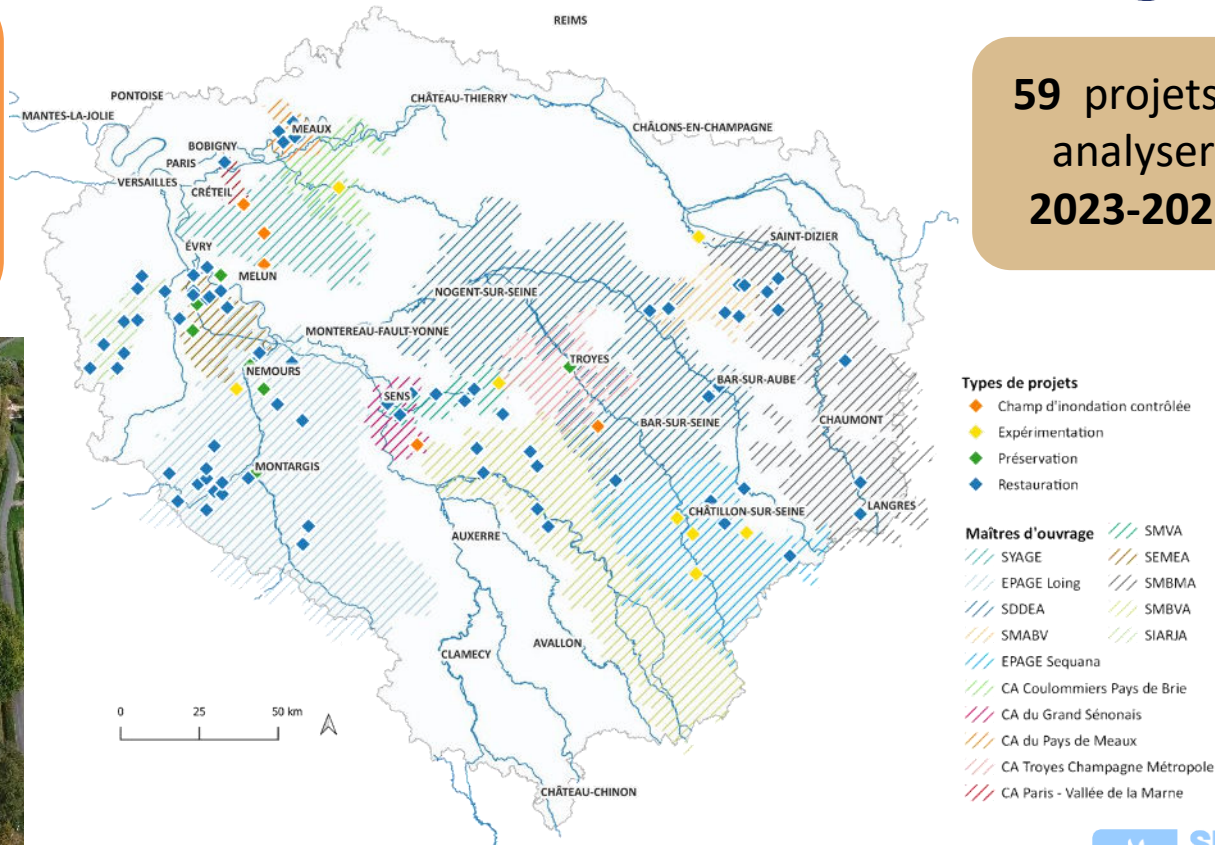 REIMS
PONTOISE
CHÂTEAU-THIERRY
MANTES-LA-JOLIE
MEAUX
CHÂLONS-EN-CHAMPAGNE
BOBIGNY
PARIS
VERSAILLES
CRÉTEIL
SAINT-DIZIER
ÉVRY
MELUN
NOGENT-SUR-SEINE
MONTEREAU-FAULT-YONNE
TROYES
NEMOURS
BAR-SUR-AUBE
SENS
BAR-SUR-SEINE
CHAUMONT
MONTARGIS
LANGRES
CHÂTILLON-SUR-SEINE
AUXERRE
AVALLON
CLAMECY
CHÂTEAU-CHINON
0 25 50 km
59 projets
analyser
2023-202
Types de projets
Champ d'inondation contrôlée
Expérimentation
Préservation
Restauration
Maîtres d'ouvrage
SYAGE
EPAGE Loing
SDDEA
SMABV
EPAGE Sequana
CA Coulommiers Pays de Brie
CA du Grand Sénonais
CA du Pays de Meaux
CA Troyes Champagne Métropole
CA Paris - Vallée de la Marne
SMVA
SEMEA
SMBMA
SMBVA
SIARJA